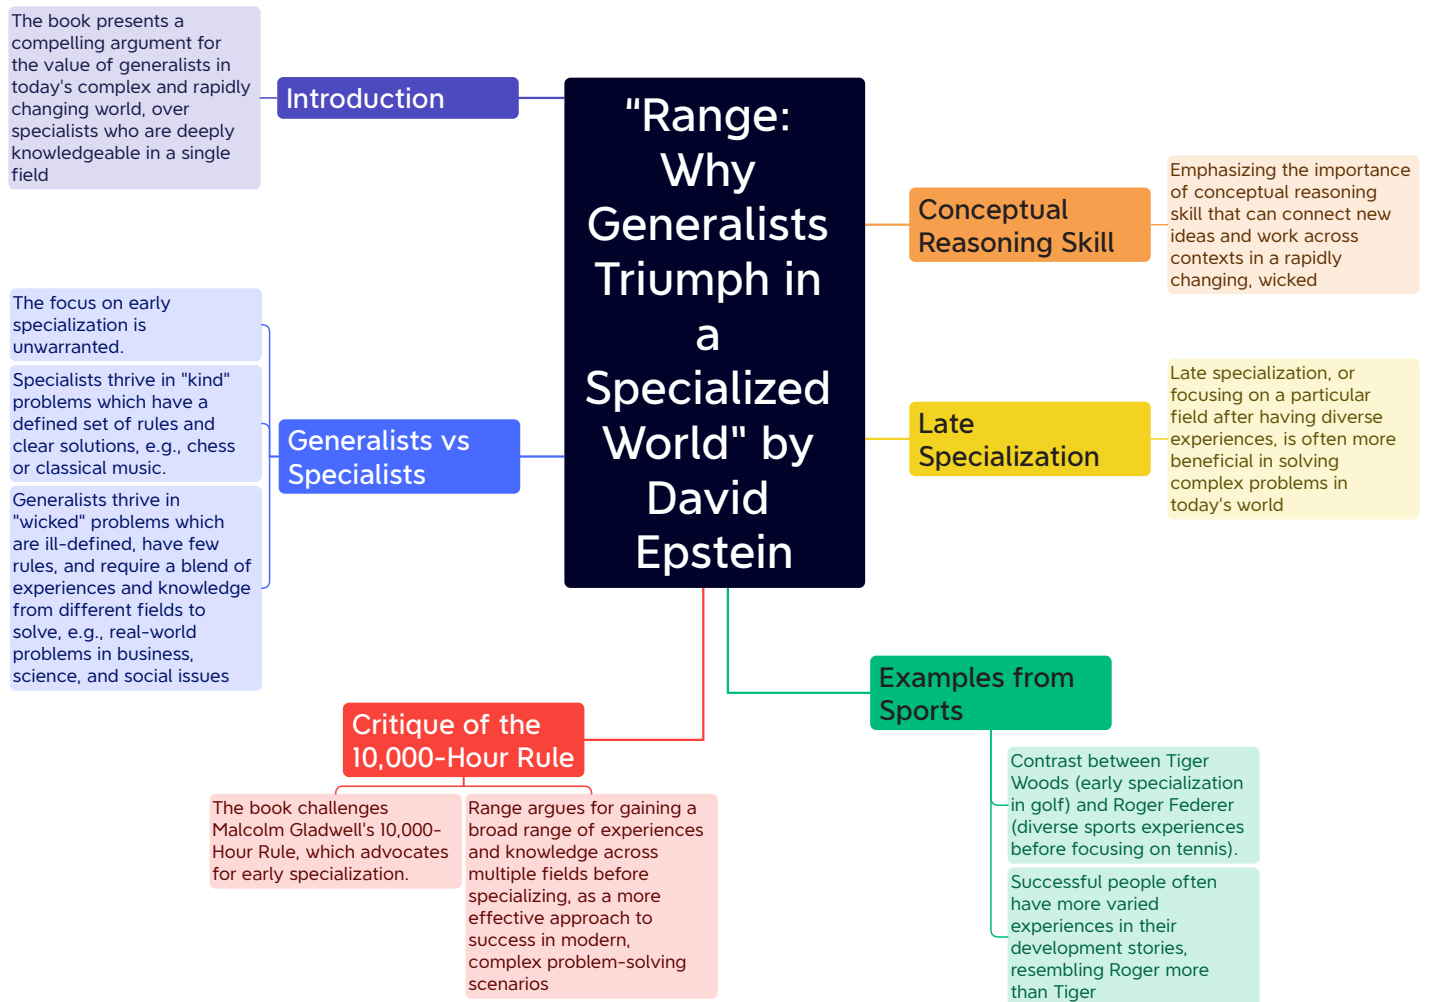 "Range:
Why
Generalists
Triumph in
a
Specialized
World" by
David
Epstein
Introduction
The book presents a
compelling argument for
the value of generalists in
today's complex and rapidly
changing world, over
specialists who are deeply
knowledgeable in a single
field
Generalists vs
Specialists
The focus on early
specialization is
unwarranted.
Specialists thrive in "kind"
problems which have a
defined set of rules and
clear solutions, e.g., chess
or classical music.
Generalists thrive in
"wicked" problems which
are ill-defined, have few
rules, and require a blend of
experiences and knowledge
from different fields to
solve, e.g., real-world
problems in business,
science, and social issues
Critique of the
10,000-Hour Rule
The book challenges
Malcolm Gladwell's 10,000-
Hour Rule, which advocates
for early specialization.
Range argues for gaining a
broad range of experiences
and knowledge across
multiple fields before
specializing, as a more
effective approach to
success in modern,
complex problem-solving
scenarios
Conceptual
Reasoning Skill
Emphasizing the importance
of conceptual reasoning
skill that can connect new
ideas and work across
contexts in a rapidly
changing, wicked
Late
Specialization
Late specialization, or
focusing on a particular
field after having diverse
experiences, is often more
beneficial in solving
complex problems in
today's world
Examples from
Sports
Contrast between Tiger
Woods (early specialization
in golf) and Roger Federer
(diverse sports experiences
before focusing on tennis).
Successful people often
have more varied
experiences in their
development stories,
resembling Roger more
than Tiger